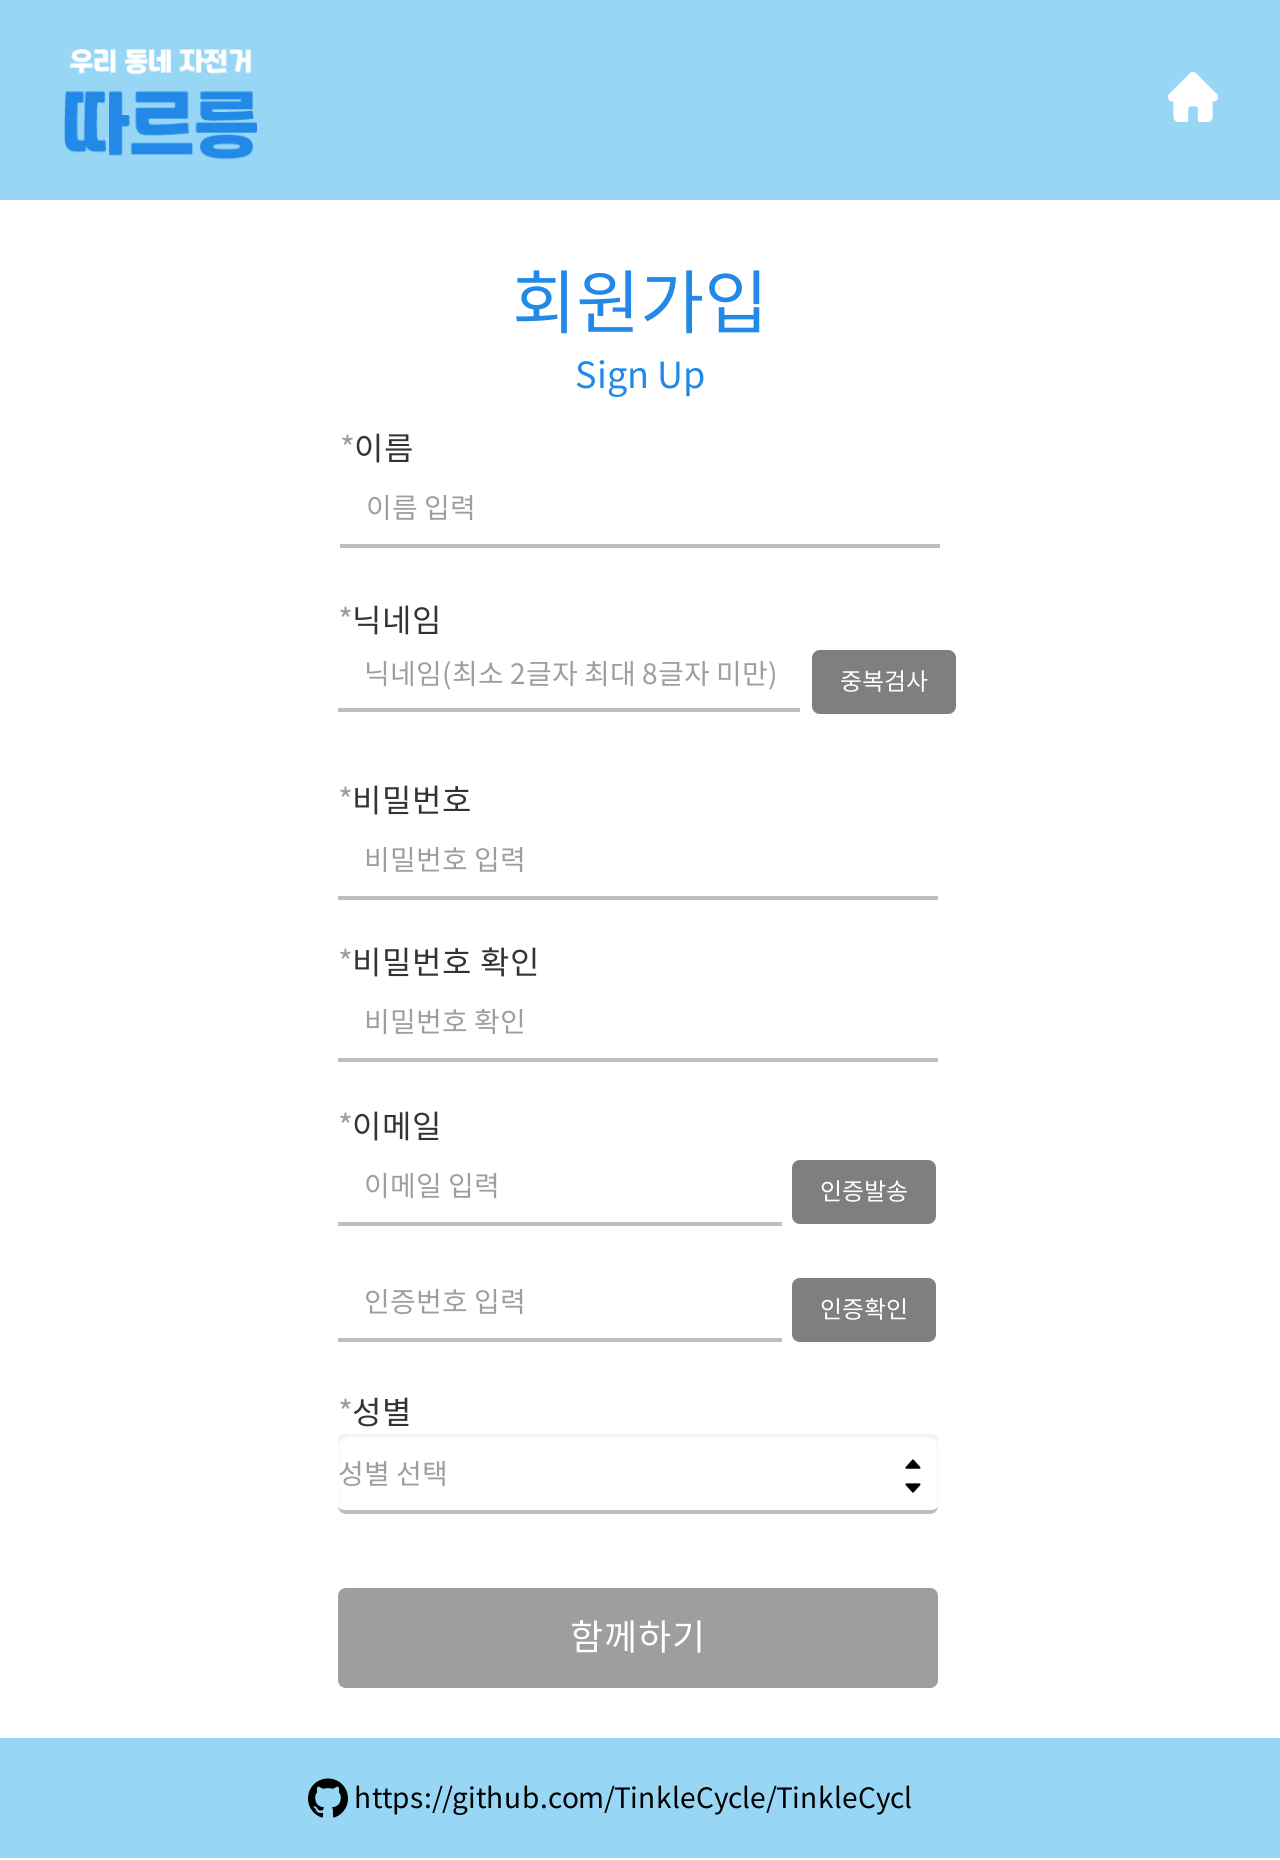 우리 동네 자전거
따르릉
회원가입
Sign Up
*이름
이름 입력
*닉네임
닉네임(최소 2글자 최대 8글자 미만)
중복검사
*비밀번호
비밀번호 입력
*비밀번호 확인
비밀번호 확인
*이메일
이메일 입력
인증발송
인증번호 입력
인증확인
*성별
성별 선택
함께하기
https://github.com/TinkleCycle/TinkleCycl